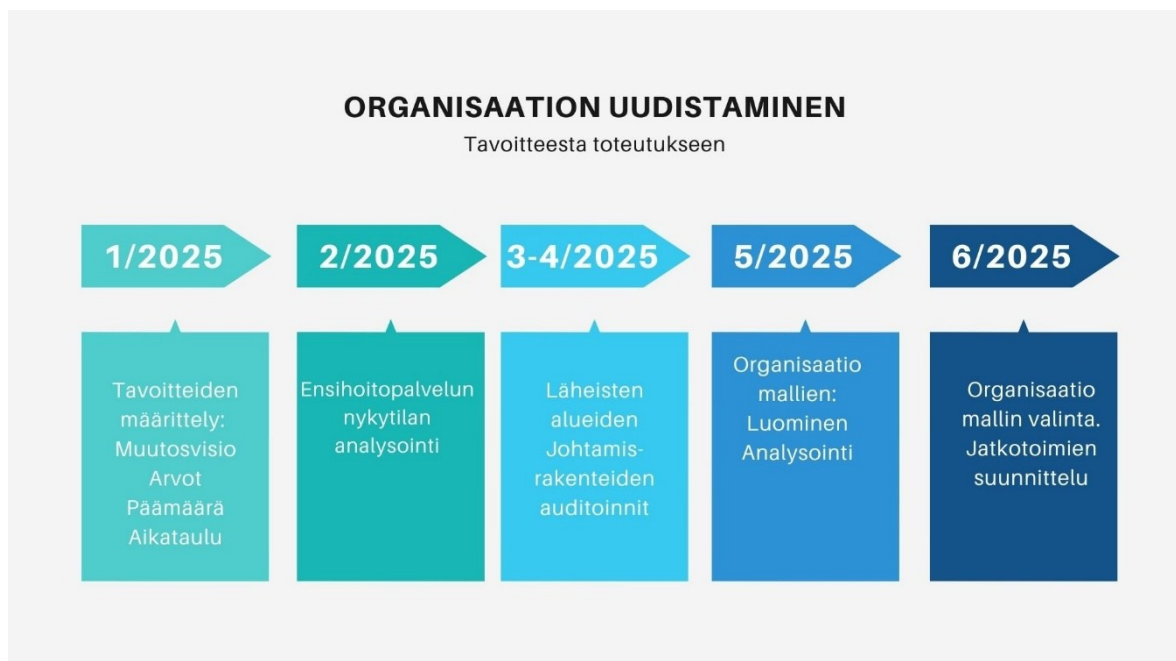 ORGANISAATION UUDISTAMINEN
Tavoitteesta toteutukseen
1/2025
Tavoitteiden
määrittely:
Muutosvisio
Arvot
Päämäärä
Aikataulu
2/2025
Ensihoitopalvelun
nykytilan
analysointi
3-4/2025
Läheisten
alueiden
Johtamis-
rakenteiden
auditoinnit
5/2025
Organisaatio
mallien:
Luominen
Analysointi
6/2025
Organisaatio
mallin valinta.
Jatkotoimien
suunnittelu